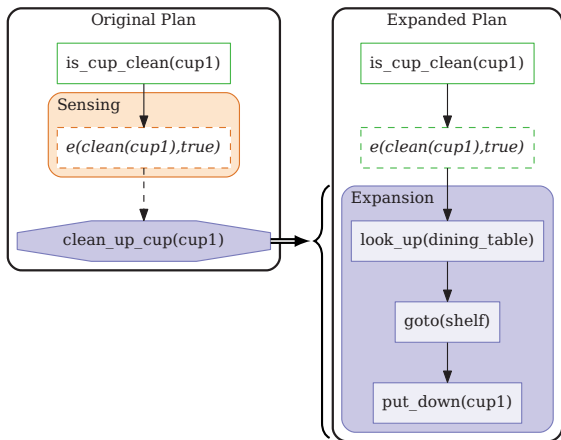 Original Plan
is_cup_clean(cup1)
Sensing
e(clean(cup1),true)
clean_up_cup(cup1)
Expanded Plan
is_cup_clean(cup1)
e(clean(cup1),true)
Expansion
look_up(dining_table)
goto(shelf)
put_down(cup1)